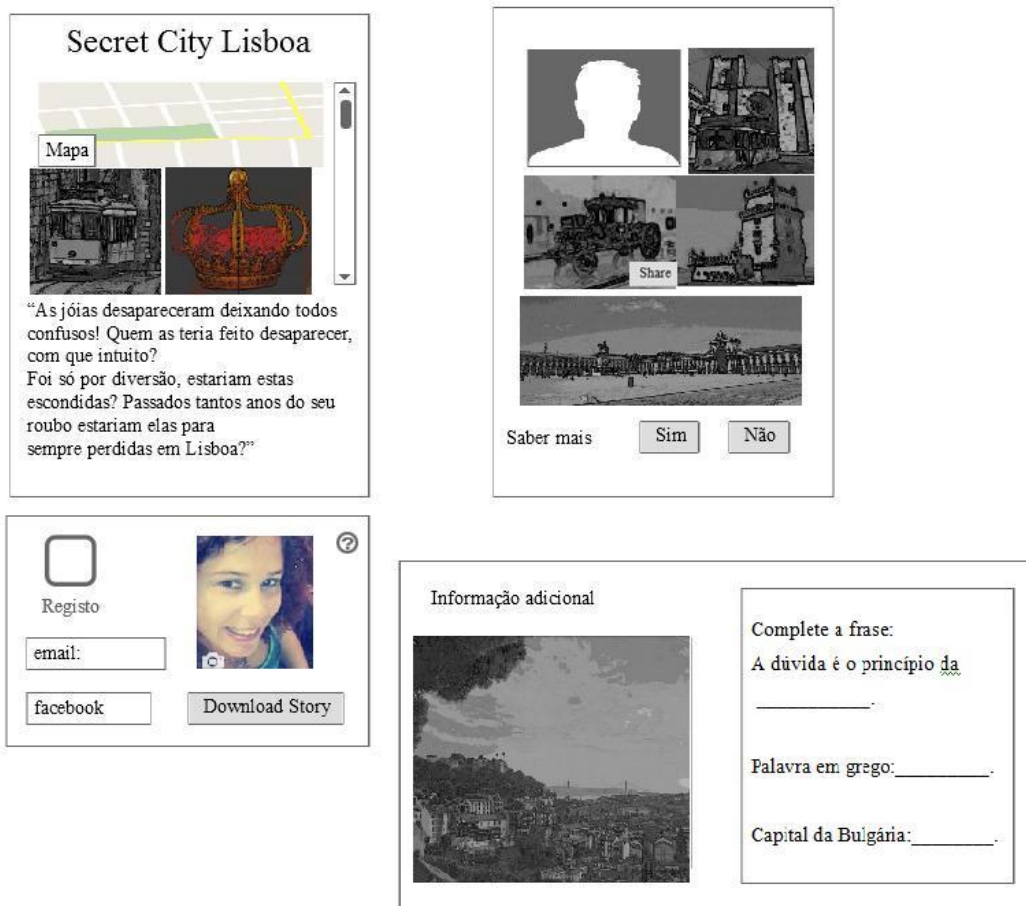 Secret City Lisboa
Mapa
“As jóias desapareceram deixando todos
confusos! Quem as teria feito desaparecer,
com que intuito?
Foi só por diversão, estariam estas
escondidas? Passados tantos anos do seu
roubo estariam elas para
sempre perdidas em Lisboa?”
Share
Saber mais
Sim
Não
Registo
email:
facebook
Download Story
Informação adicional
Complete a frase:
A dúvida é o princípio da
___________.
Palavra em grego:_________.
Capital da Bulgária:________.